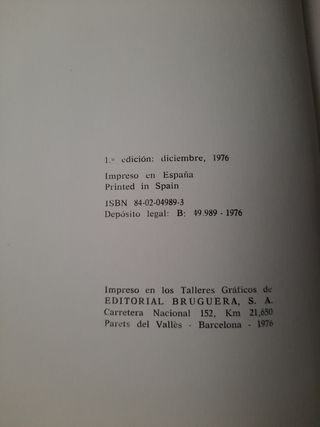 1.ª edición: diciembre, 1976
Impreso en España
Printed in Spain
ISBN 84-02-04989-3
Depósito legal: B: 49.989 - 1976
Impreso en los Talleres Gráficos de
EDITORIAL BRUGUERA, S. A.
Carretera Nacional 152, Km 21,650
Parets del Vallès - Barcelona - 1976